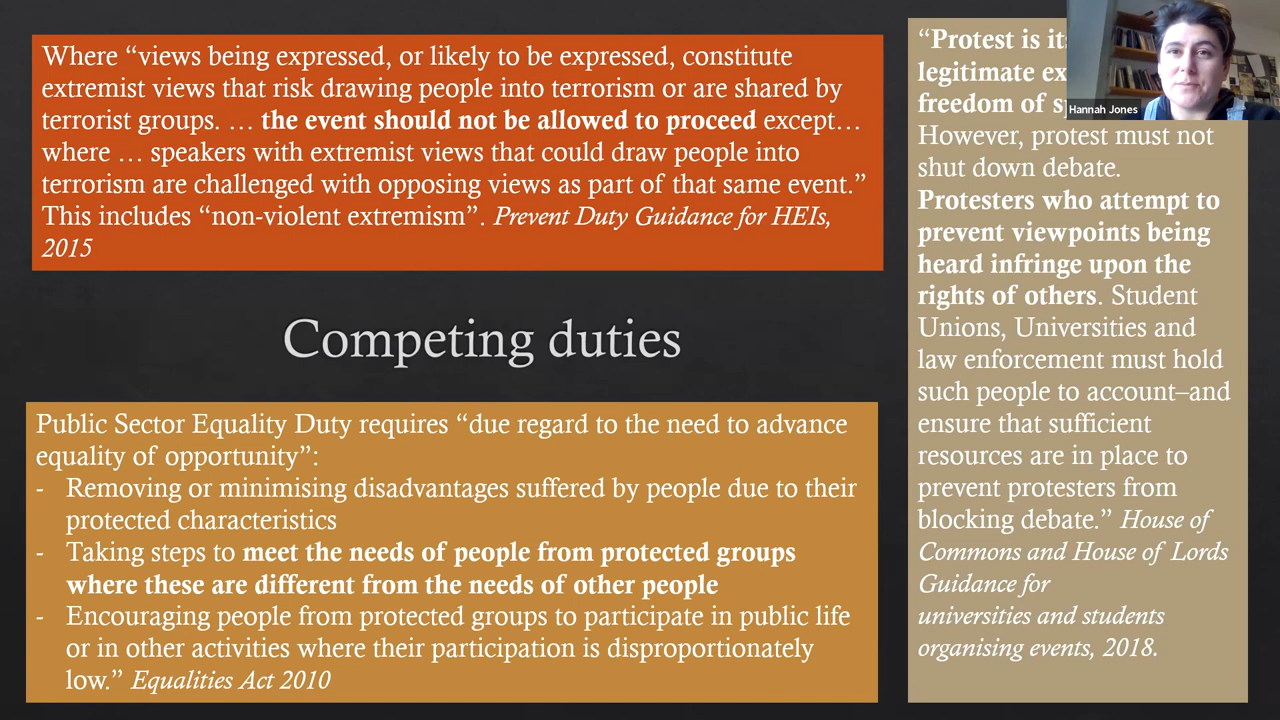 Where “views being expressed, or likely to be expressed, constitute
extremist views that risk drawing people into terrorism or are shared by
terrorist groups. … the event should not be allowed to proceed except…
where … speakers with extremist views that could draw people into
terrorism are challenged with opposing views as part of that same event.”
This includes “non-violent extremism”. Prevent Duty Guidance for HEIs,
2015
Competing duties
Public Sector Equality Duty requires “due regard to the need to advance
equality of opportunity”:
- Removing or minimising disadvantages suffered by people due to their
protected characteristics
- Taking steps to meet the needs of people from protected groups
where these are different from the needs of other people
- Encouraging people from protected groups to participate in public life
or in other activities where their participation is disproportionately
low.” Equalities Act 2010
“Protest is
legitimate
freedom of
However, protest must not
shut down debate.
Protesters who attempt to
prevent viewpoints being
heard infringe upon the
rights of others. Student
Unions, Universities and
law enforcement must hold
such people to account–and
ensure that sufficient
resources are in place to
prevent protesters from
blocking debate.” House of
Commons and House of Lords
Guidance for
universities and students
organising events, 2018.
Hannah Jones